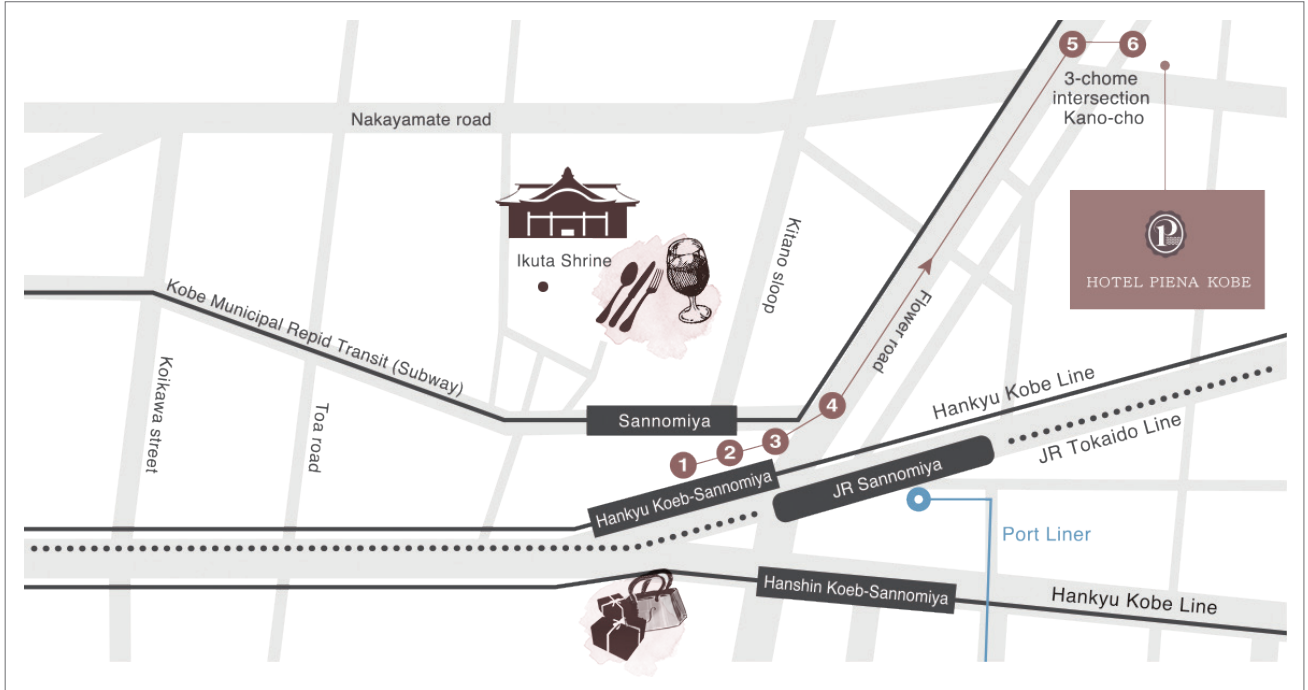 5
6
3-chome
intersection
Kano-cho
Nakayamate road
Ikuta Shrine
Kitano sloop
P
HOTEL PIENA KOBE
Kobe Municipal Repid Transit (Subway)
Flower road
Koikawa street
Toa road
Sannomiya
4
3
2
1
Hankyu Kobe Line
JR Tokaido Line
Hankyu Koeb-Sannomiya
JR Sannomiya
Port Liner
Hanshin Koeb-Sannomiya
Hankyu Kobe Line